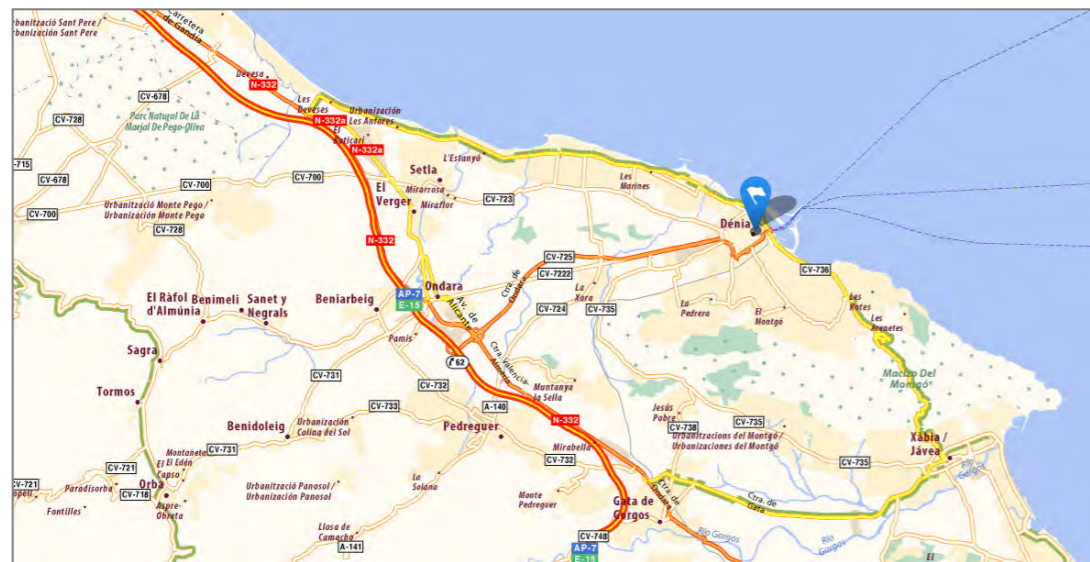 Urbanizació Sant Pere /
Urbanización Sant Pere
Carretera
de Gandía
Devesa
N-332
CV-678
CV-728
Parc Natural De La
Marjal De Pego-Oliva
Les
Deveses
Urbanización
Les Anfores
N-332a
El
N-332a
L'Estanyó
Setla
CV-715
CV-678
CV-700
CV-700
CV-700
Mirarrosa
Miraflor
CV-723
El
Verger
Urbanització Monte Pego /
Urbanización Monte Pego
CV-728
Les
Marines
Dénia
N-332
CV-725
CV-7222
CV-736
Ctra. de
Ondara
AP-7
E-15
Ondara
Av. de
Alicante
La
Xara
CV-724
CV-735
La
Pedrera
El
Montgó
Les
Rotes
Les
Arenetes
El Ràfol
d'Almúnia
Benimeli
Sanet y
Negrals
Beniarbeig
Pamis
62
Ctra. Valencia-
Almería
Sagra
Tormos
CV-731
CV-732
Muntanya
la Sella
Macizo Del
Montgó
A-140
CV-733
Urbanización
Colina del Sol
Benidoleig
Pedreguer
N-332
Jesús
Pobre
CV-738
CV-735
Urbanitzacions del Montgó /
Urbanizaciones del Montgó
CV-735
Xàbia /
Jávea
Mirabella
CV-732
Montañeta
El Edén
CV-731
El
Capso
CV-721
CV-721
Paradisorba
CV-718
Orba
Fontilles
Aspre-
Obreta
Urbanització Panosol /
Urbanización Panosol
La
Solana
Monte
Pedreguer
Ctra. de
Ondara
Gata de
Gorgos
Ctra. de
Gata
Río
Gorgos
Río Gorgos
Río
Gorgos
Llosa de
Camacho
A-141
CV-748
AP-7
E-15
El